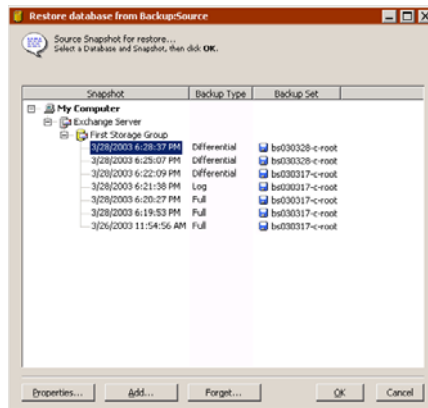 Restore database from Backup:Source
Source Snapshot for restore...
Select a Database and Snapshot, then click OK.
Snapshot Backup Type Backup Set
My Computer
Exchange Server
First Storage Group
3/28/2003 6:28:37 PM Differential bs030328-c-root
3/28/2003 6:25:07 PM Differential bs030328-c-root
3/28/2003 6:22:09 PM Differential bs030317-c-root
3/28/2003 6:21:38 PM Log bs030317-c-root
3/28/2003 6:20:27 PM Full bs030317-c-root
3/28/2003 6:19:53 PM Full bs030317-c-root
3/26/2003 11:54:56 AM Full bs030317-c-root
Properties... Add... Forget... OK Cancel